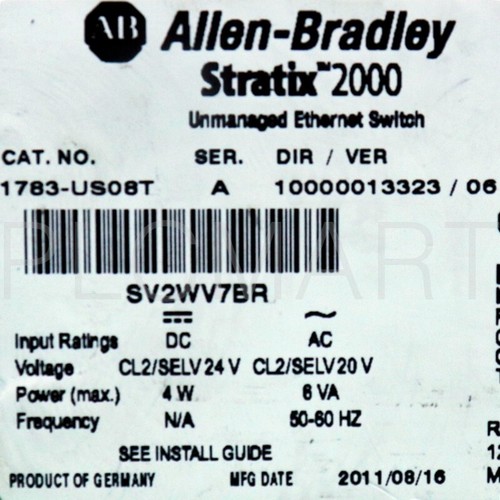 AB Allen-Bradley
Stratix™2000
Unmanaged Ethernet Switch
CAT. NO. SER. DIR / VER
1783-US08T A 10000013323 / 06
PLCMART
SV2WV7BR
Input Ratings DC AC
Voltage CL2/SELV 24 V CL2/SELV 20 V
Power (max.) 4 W 6 VA
Frequency N/A 50-60 HZ
SEE INSTALL GUIDE
PRODUCT OF GERMANY MFG DATE 2011/08/16